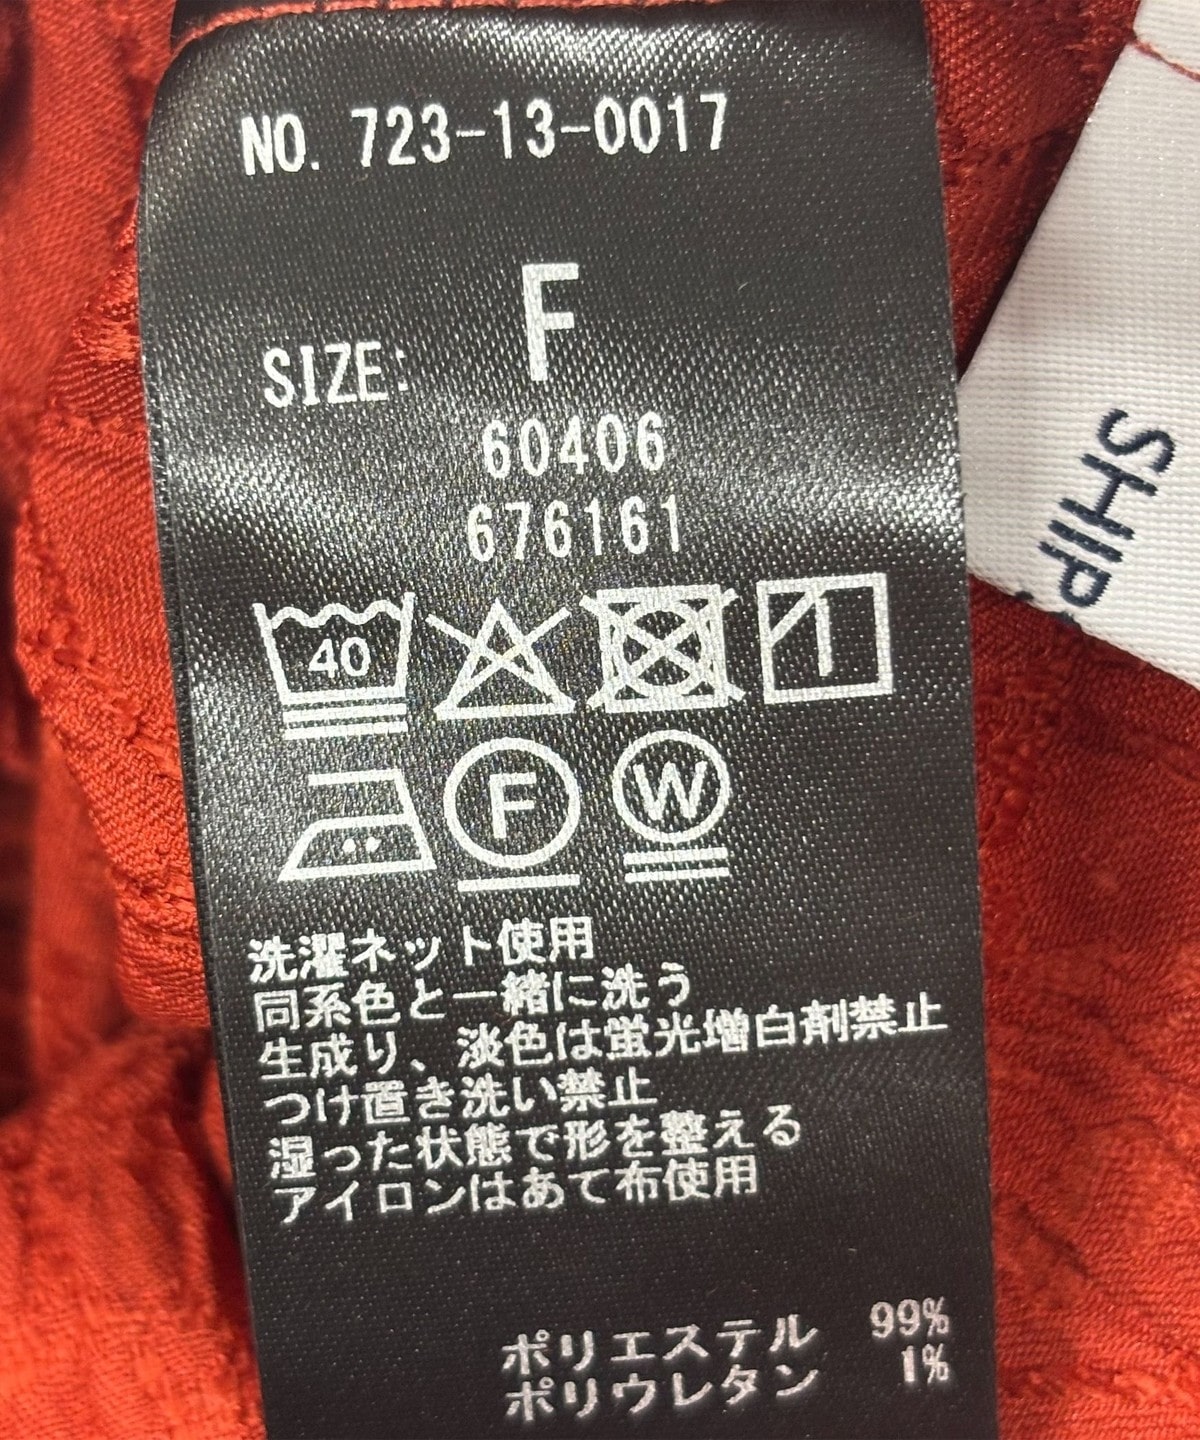 NO. 723-13-0017
SIZE: F
60406
676161
40
F
W
洗濯ネット使用
同系色と一緒に洗う
生成り、淡色は蛍光増白剤禁止
つけ置き洗い禁止
湿った状態で形を整える
アイロンはあて布使用
ポリエステル 99%
ポリウレタン 1%
SHIP